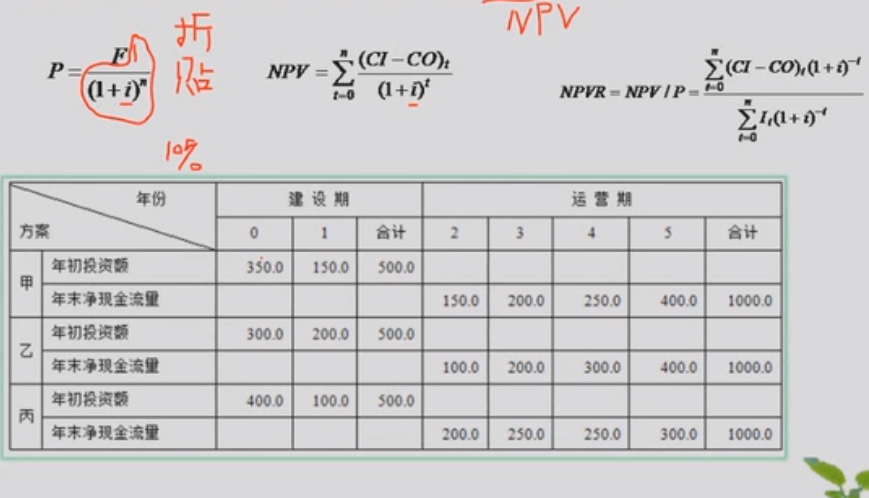 NPV
折
贴
P = F / (1+i)^n
NPV = ∑_{t=0}^{n} (CI-CO)_t / (1+i)^t
NPVR = NPV / P = ∑_{t=0}^{n} (CI-CO)_t (1+i)^{-t} / ∑_{t=0}^{n} I_t (1+i)^{-t}
10%
年份 建设期 运营期
方案 0 1 合计 2 3 4 5 合计
甲 年初投资额 350.0 150.0 500.0
年末净现金流量 150.0 200.0 250.0 400.0 1000.0
乙 年初投资额 300.0 200.0 500.0
年末净现金流量 100.0 200.0 300.0 400.0 1000.0
丙 年初投资额 400.0 100.0 500.0
年末净现金流量 200.0 250.0 250.0 300.0 1000.0